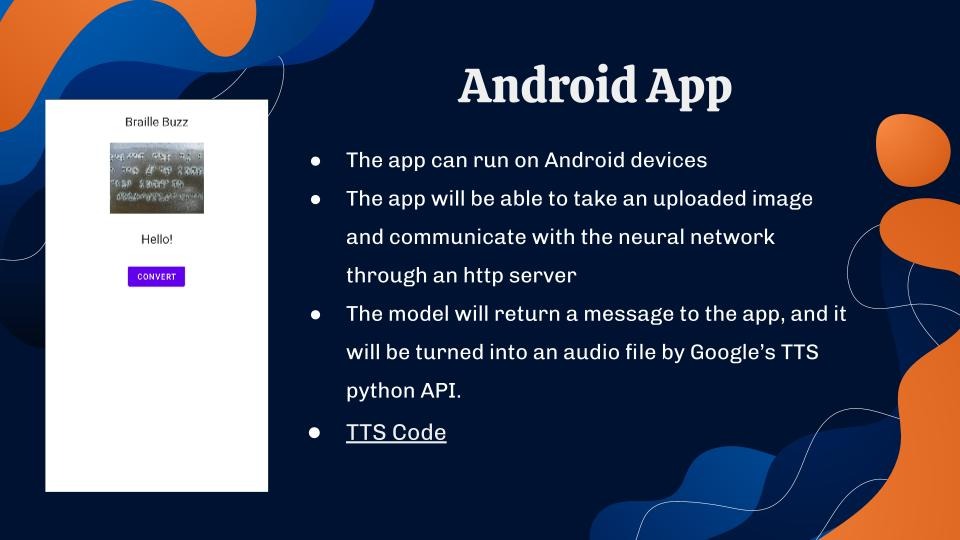 Android App
Braille Buzz
Hello!
CONVERT
● The app can run on Android devices
● The app will be able to take an uploaded image
and communicate with the neural network
through an http server
● The model will return a message to the app, and it
will be turned into an audio file by Google’s TTS
python API.
● TTS Code